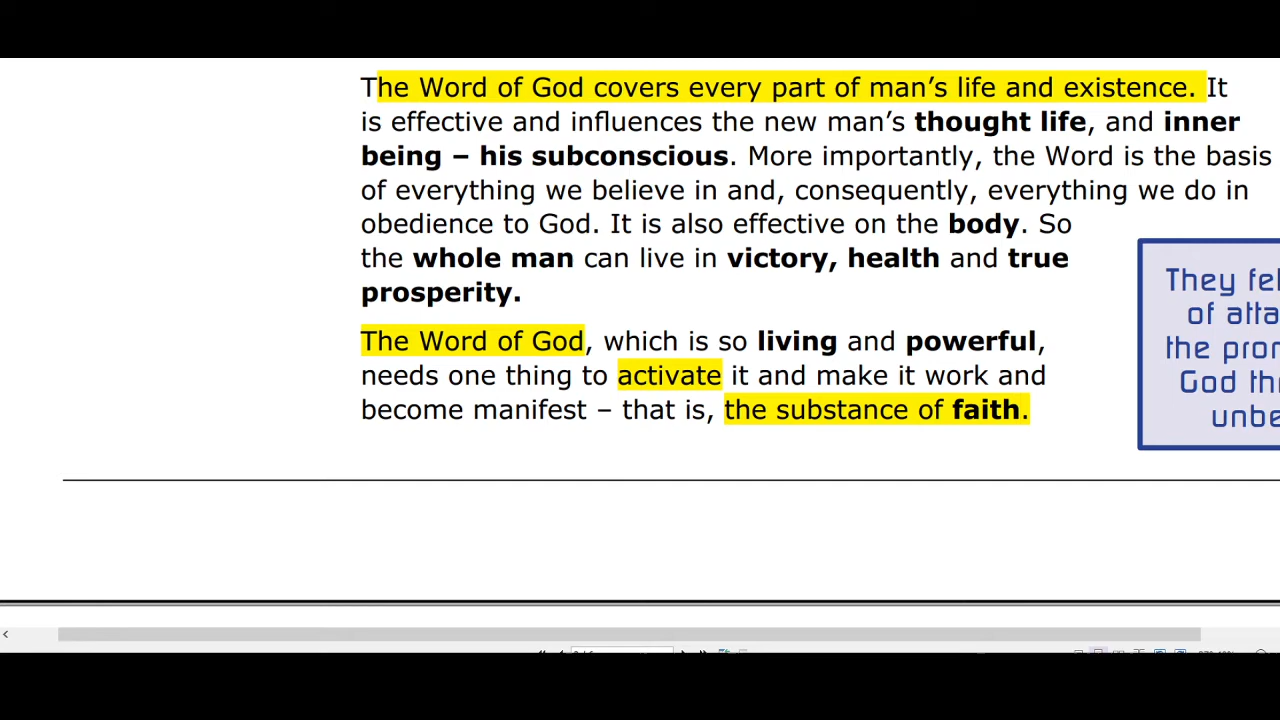 The Word of God covers every part of man's life and existence. It
is effective and influences the new man's thought life, and inner
being – his subconscious. More importantly, the Word is the basis
of everything we believe in and, consequently, everything we do in
obedience to God. It is also effective on the body. So
the whole man can live in victory, health and true
prosperity.
The Word of God, which is so living and powerful,
needs one thing to activate it and make it work and
become manifest – that is, the substance of faith.
They
of
the
God